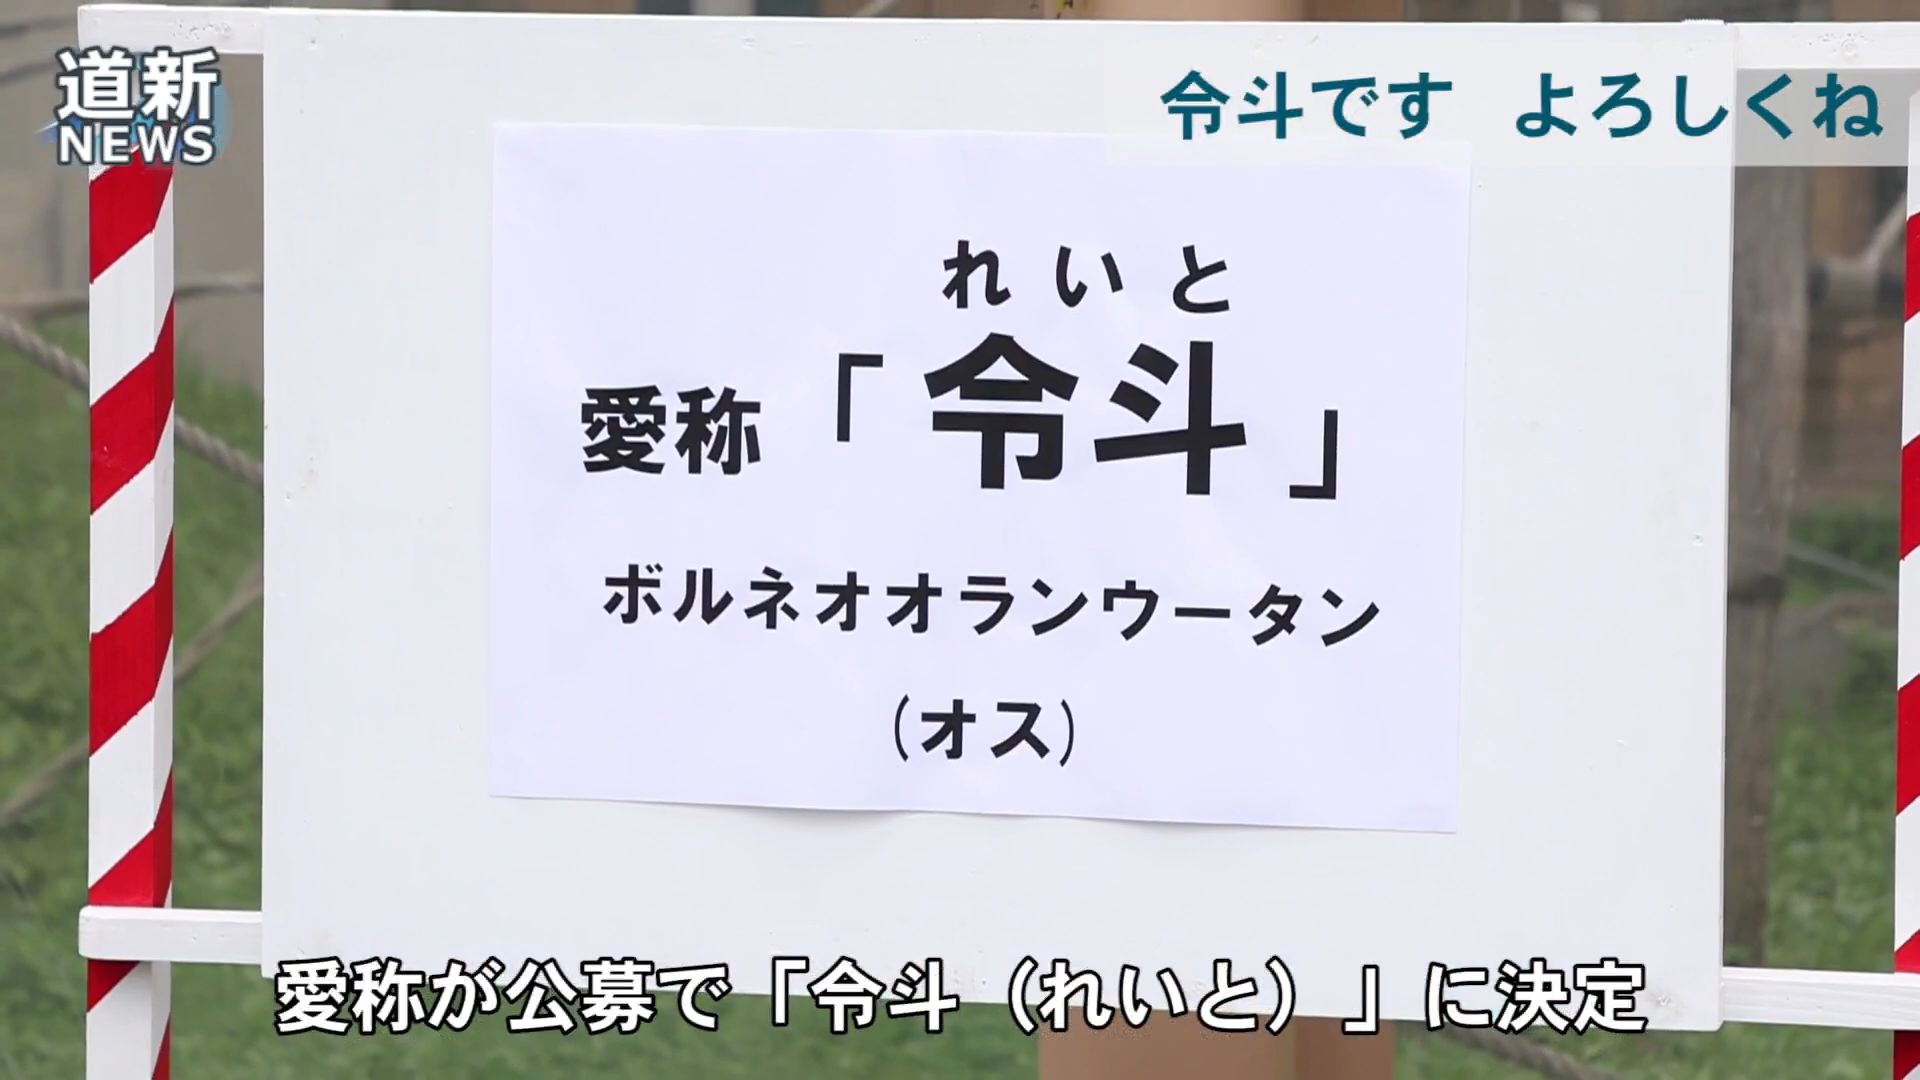 道新
NEWS
令斗です　よろしくね
れいと
愛称「令斗」
ボルネオオランウータン
(オス)
愛称が公募で「令斗（れいと）」に決定